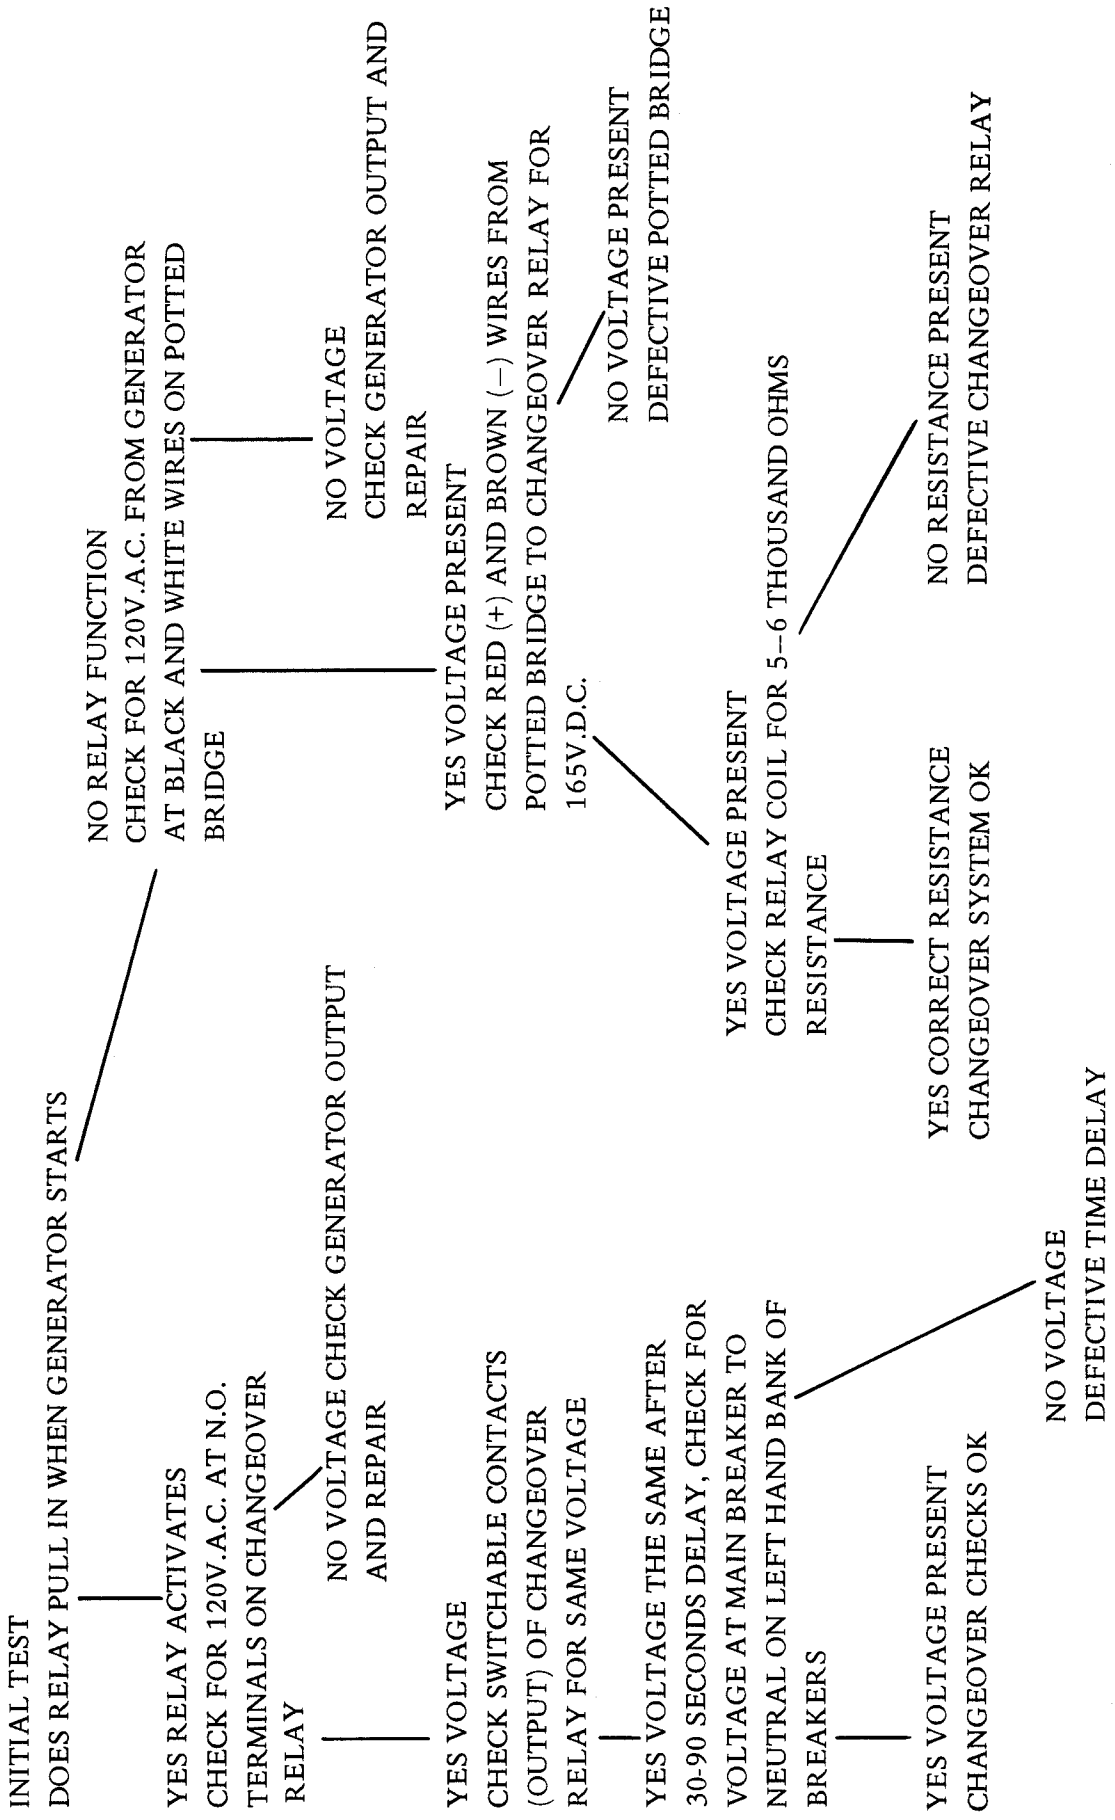 INITIAL TEST
DOES RELAY PULL IN WHEN GENERATOR STARTS
YES RELAY ACTIVATES
CHECK FOR 120V.A.C. AT N.O.
TERMINALS ON CHANGEOVER
RELAY
NO VOLTAGE CHECK GENERATOR OUTPUT
AND REPAIR
YES VOLTAGE
CHECK SWITCHABLE CONTACTS
(OUTPUT) OF CHANGEOVER
RELAY FOR SAME VOLTAGE
YES VOLTAGE THE SAME AFTER
30-90 SECONDS DELAY, CHECK FOR
VOLTAGE AT MAIN BREAKER TO
NEUTRAL ON LEFT HAND BANK OF
BREAKERS
YES VOLTAGE PRESENT
CHANGEOVER CHECKS OK
NO VOLTAGE
DEFECTIVE TIME DELAY
NO RELAY FUNCTION
CHECK FOR 120V.A.C. FROM GENERATOR
AT BLACK AND WHITE WIRES ON POTTED
BRIDGE
NO VOLTAGE
CHECK GENERATOR OUTPUT AND
REPAIR
YES VOLTAGE PRESENT
CHECK RED (+) AND BROWN (−) WIRES FROM
POTTED BRIDGE TO CHANGEOVER RELAY FOR
165V.D.C.
NO VOLTAGE PRESENT
DEFECTIVE POTTED BRIDGE
YES VOLTAGE PRESENT
CHECK RELAY COIL FOR 5−6 THOUSAND OHMS
RESISTANCE
YES CORRECT RESISTANCE
CHANGEOVER SYSTEM OK
NO RESISTANCE PRESENT
DEFECTIVE CHANGEOVER RELAY